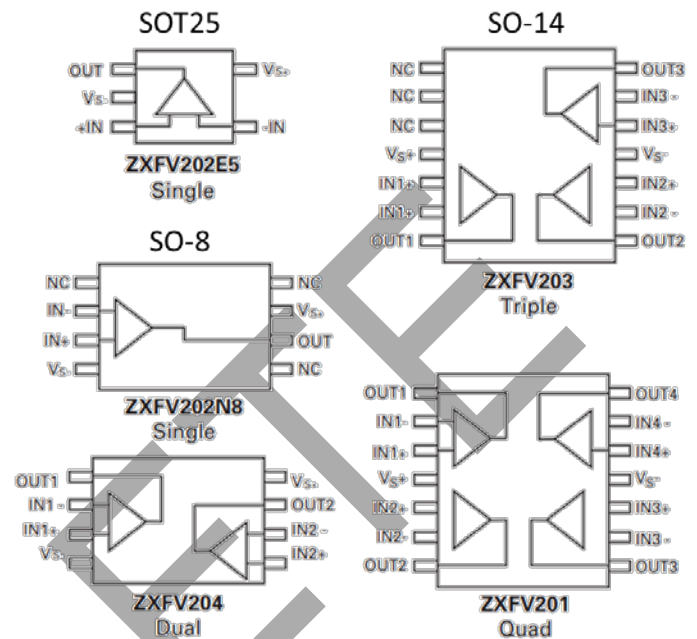 SOT25
OUT
VS-
+IN
VS+
-IN
ZXFV202E5
Single
SO-8
NC
IN-
IN+
VS-
NC
VS+
OUT
NC
ZXFV202N8
Single
OUT1
IN1-
IN1+
VS-
VS+
OUT2
IN2-
IN2+
ZXFV204
Dual
SO-14
NC
NC
NC
VS+
IN1+
IN1+
OUT1
OUT3
IN3-
IN3+
VS-
IN2+
IN2-
OUT2
ZXFV203
Triple
OUT1
IN1-
IN1+
VS+
IN2+
IN2-
OUT2
OUT4
IN4-
IN4+
VS-
IN3+
IN3-
OUT3
ZXFV201
Quad